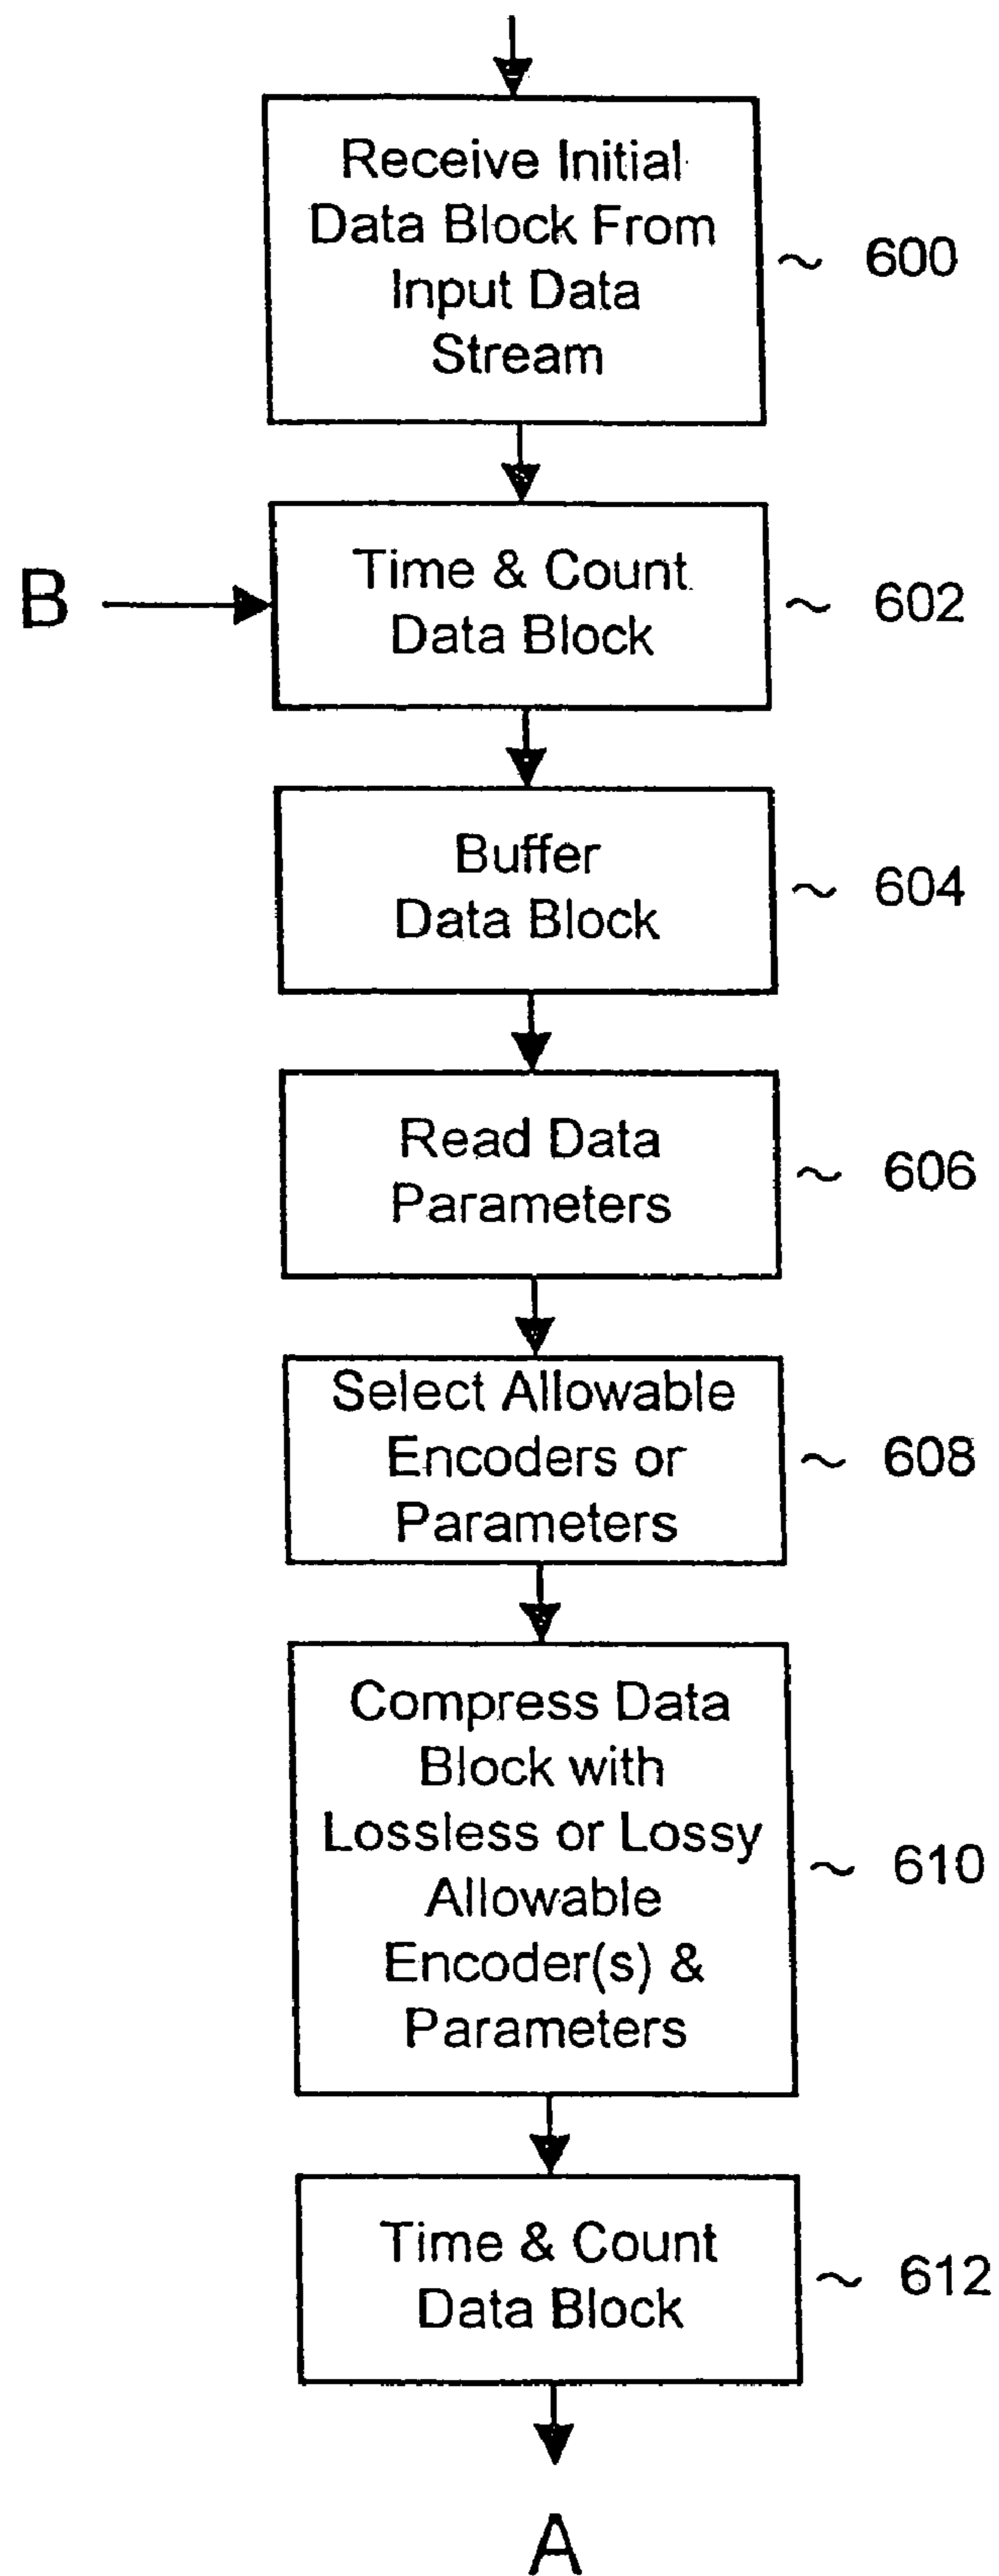 Receive Initial
Data Block From
Input Data
Stream
~ 600
B
Time & Count
Data Block
~ 602
Buffer
Data Block
~ 604
Read Data
Parameters
~ 606
Select Allowable
Encoders or
Parameters
~ 608
Compress Data
Block with
Lossless or Lossy
Allowable
Encoder(s) &
Parameters
~ 610
Time & Count
Data Block
~ 612
A